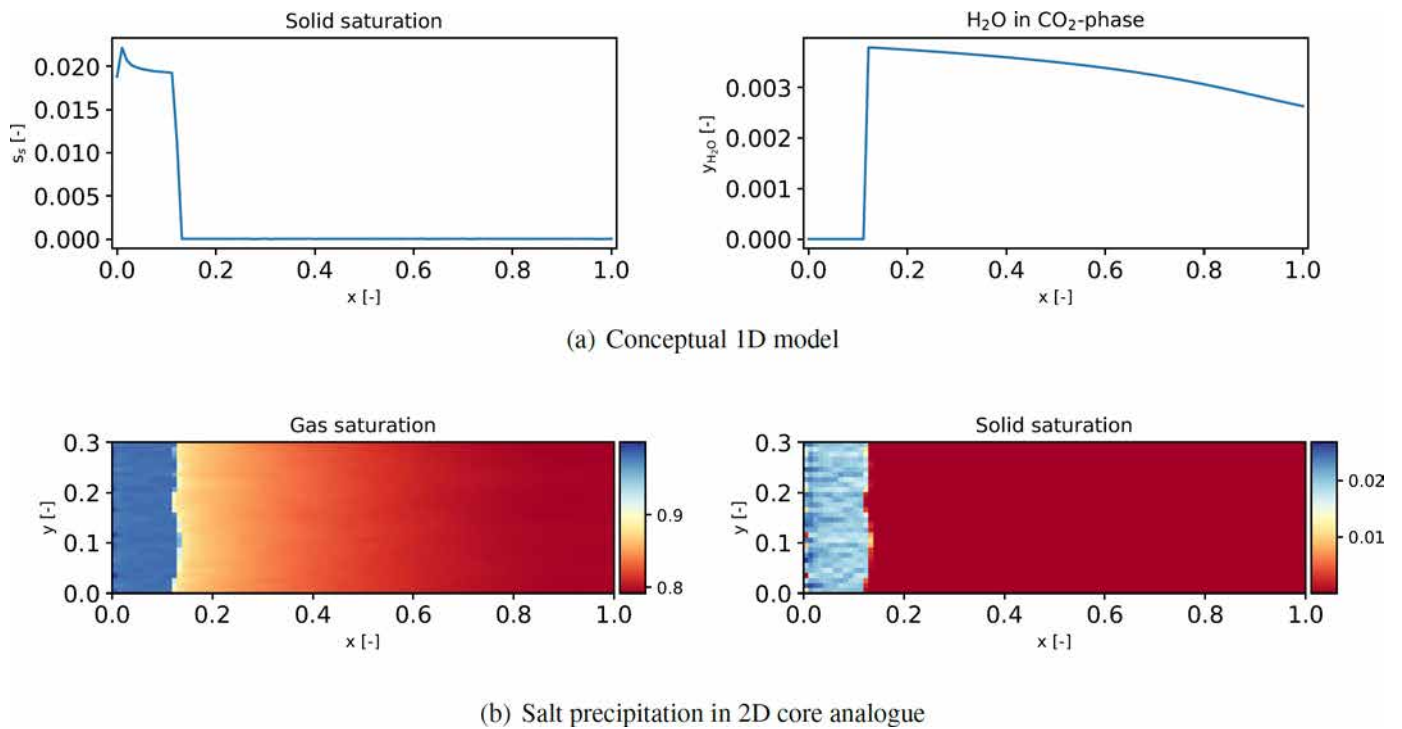 Solid saturation
0.020
0.015
0.010
0.005
0.000
s_s [-]
0.0 0.2 0.4 0.6 0.8 1.0
x [-]
H₂O in CO₂-phase
0.003
0.002
0.001
0.000
y_H₂O [-]
0.0 0.2 0.4 0.6 0.8 1.0
x [-]
(a) Conceptual 1D model
Gas saturation
0.3
0.2
0.1
0.0
y [-]
0.0 0.2 0.4 0.6 0.8 1.0
x [-]
0.9
0.8
Solid saturation
0.3
0.2
0.1
0.0
y [-]
0.0 0.2 0.4 0.6 0.8 1.0
x [-]
0.02
0.01
(b) Salt precipitation in 2D core analogue